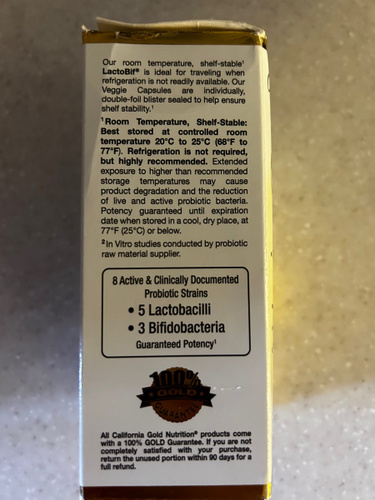 Our room temperature, shelf-stable¹
LactoBif® is ideal for traveling when
refrigeration is not readily available. Our
Veggie Capsules are individually,
double-foil blister sealed to help ensure
shelf stability.¹
¹Room Temperature, Shelf-Stable:
Best stored at controlled room
temperature 20°C to 25°C (68°F to
77°F). Refrigeration is not required,
but highly recommended. Extended
exposure to higher than recommended
storage temperatures may cause
product degradation and the reduction
of live and active probiotic bacteria.
Potency guaranteed until expiration
date when stored in a cool, dry place, at
77°F (25°C) or below.
²In Vitro studies conducted by probiotic
raw material supplier.
8 Active & Clinically Documented
Probiotic Strains
• 5 Lactobacilli
• 3 Bifidobacteria
Guaranteed Potency¹
100%
GOLD
GUARANTEE
All California Gold Nutrition® products
come with a 100% GOLD Guarantee. If you are not
completely satisfied with your purchase,
return the unused portion within 90 days for a
full refund.